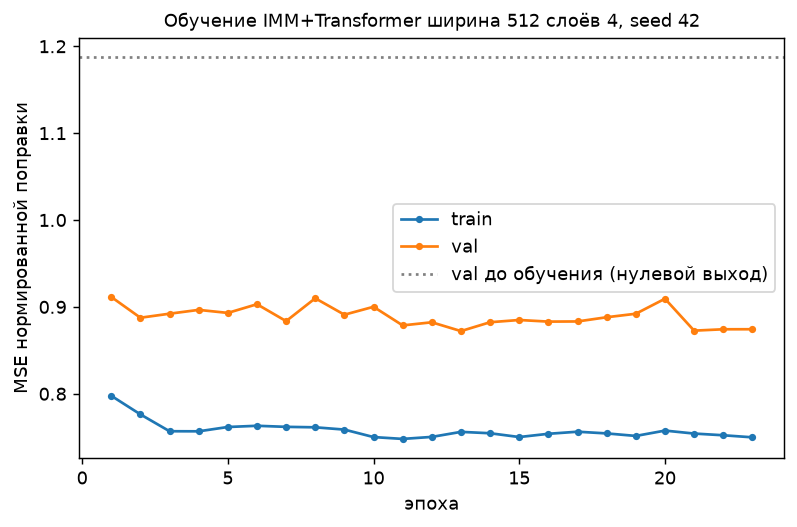 Обучение IMM+Transformer ширина 512 слоёв 4, seed 42
MSE нормированной поправки
1.2
1.1
1.0
0.9
0.8
train
val
val до обучения (нулевой выход)
0
5
10
15
20
эпоха